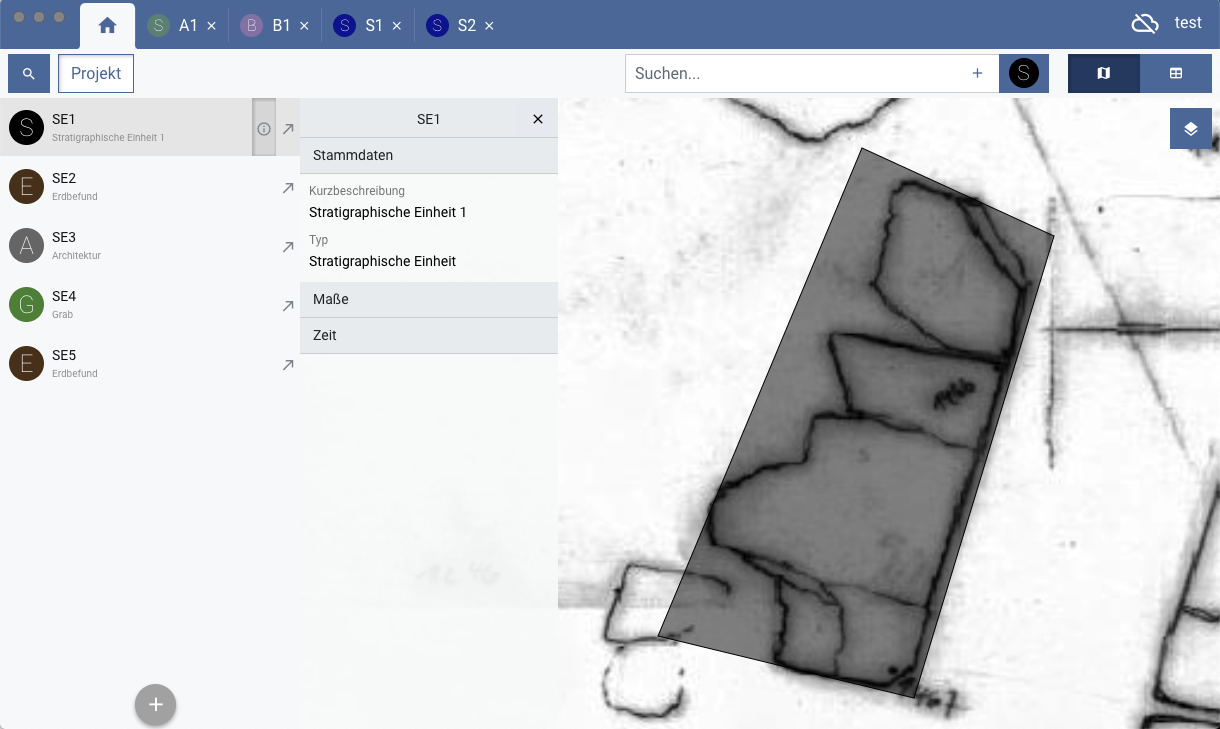 S A1 × B B1 × S S1 × S S2 × test
Projekt Suchen... + S
S SE1
Stratigraphische Einheit 1
E SE2
Erdbefund
A SE3
Architektur
G SE4
Grab
E SE5
Erdbefund
+
SE1 ×
Stammdaten
Kurzbeschreibung
Stratigraphische Einheit 1
Typ
Stratigraphische Einheit
Maße
Zeit